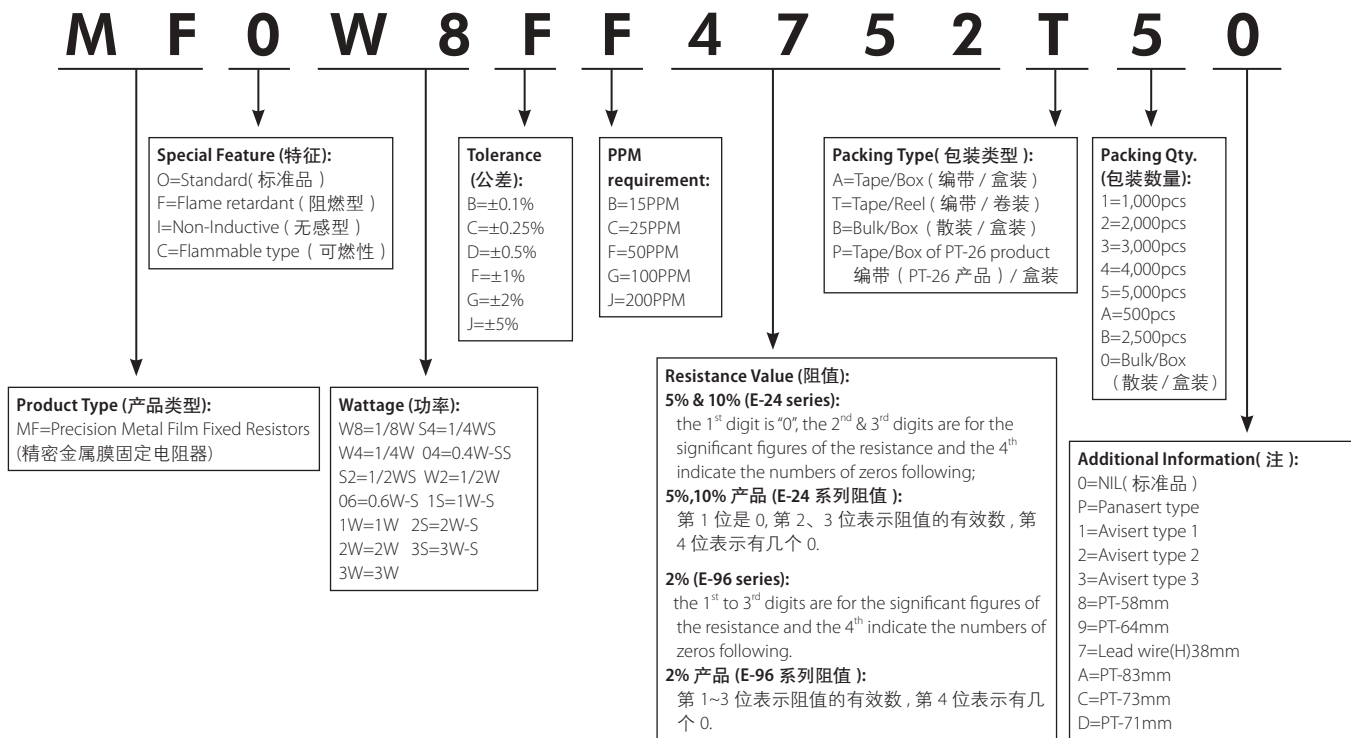 M F 0 W 8 F F 4 7 5 2 T 5 0
Special Feature (特征):
O=Standard( 标准品 )
F=Flame retardant ( 阻燃型 )
I=Non-Inductive ( 无感型 )
C=Flammable type ( 可燃性 )
Tolerance
(公差):
B=±0.1%
C=±0.25%
D=±0.5%
F=±1%
G=±2%
J=±5%
PPM
requirement:
B=15PPM
C=25PPM
F=50PPM
G=100PPM
J=200PPM
Packing Type( 包装类型 ):
A=Tape/Box ( 编带 / 盒装 )
T=Tape/Reel ( 编带 / 卷装 )
B=Bulk/Box ( 散装 / 盒装 )
P=Tape/Box of PT-26 product
编带 ( PT-26 产品 ) / 盒装
Packing Qty.
(包装数量):
1=1,000pcs
2=2,000pcs
3=3,000pcs
4=4,000pcs
5=5,000pcs
A=500pcs
B=2,500pcs
0=Bulk/Box
( 散装 / 盒装 )
Product Type (产品类型):
MF=Precision Metal Film Fixed Resistors
(精密金属膜固定电阻器)
Wattage (功率):
W8=1/8W S4=1/4WS
W4=1/4W 04=0.4W-SS
S2=1/2WS W2=1/2W
06=0.6W-S 1S=1W-S
1W=1W 2S=2W-S
2W=2W 3S=3W-S
3W=3W
Resistance Value (阻值):
5% & 10% (E-24 series):
the 1st digit is "0", the 2nd & 3rd digits are for the
significant figures of the resistance and the 4th
indicate the numbers of zeros following;
5%,10% 产品 (E-24 系列阻值 ):
第 1 位是 0, 第 2、3 位表示阻值的有效数 , 第
4 位表示有几个 0.
2% (E-96 series):
the 1st to 3rd digits are for the significant figures of
the resistance and the 4th indicate the numbers of
zeros following.
2% 产品 (E-96 系列阻值 ):
第 1~3 位表示阻值的有效数 , 第 4 位表示有几
个 0.
Additional Information( 注 ):
0=NIL( 标准品 )
P=Panasert type
1=Avisert type 1
2=Avisert type 2
3=Avisert type 3
8=PT-58mm
9=PT-64mm
7=Lead wire(H)38mm
A=PT-83mm
C=PT-73mm
D=PT-71mm